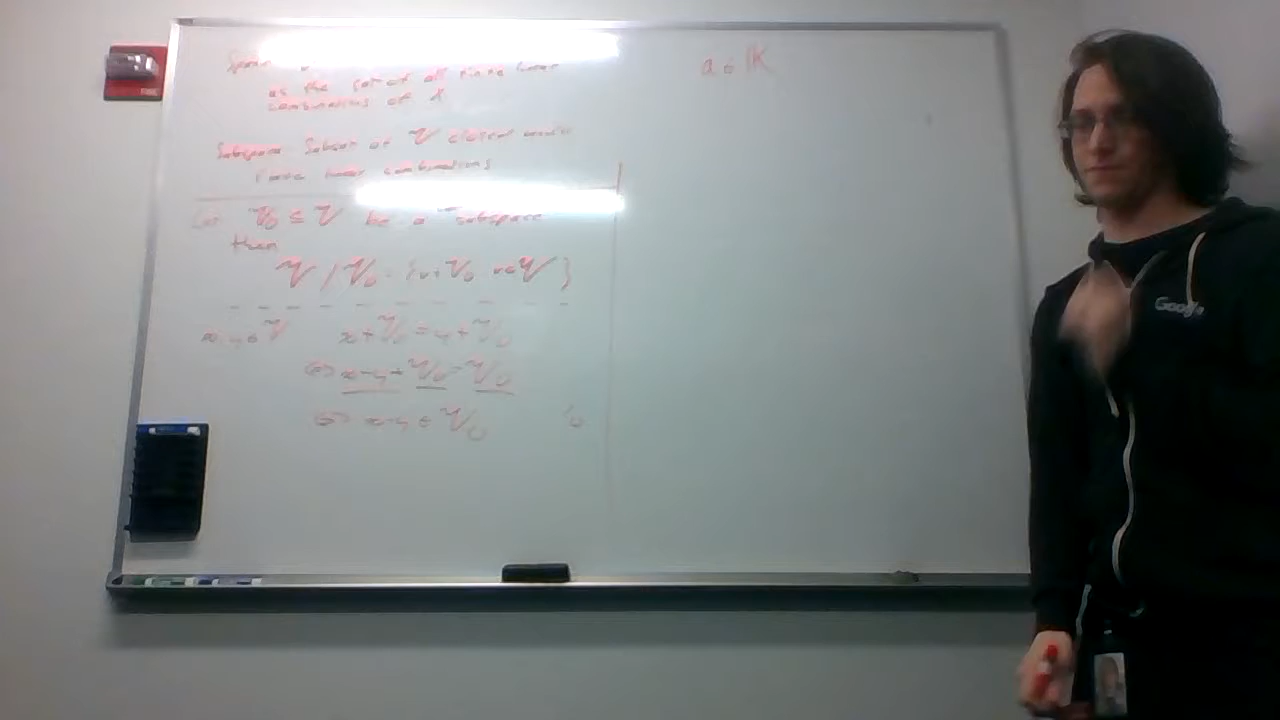 as the set of all finite linear
combinations of X
Subspace: Subset of V closed under
finite linear combinations
V₀ ⊆ V be a subspace
then
V / V₀ = {v + V₀ v ∈ V}
x, y ∈ V x + V₀ = y + V₀
⇔ x - y + V₀ = V₀
⇔ x - y ∈ V₀
a ∈ 𝕂
Google